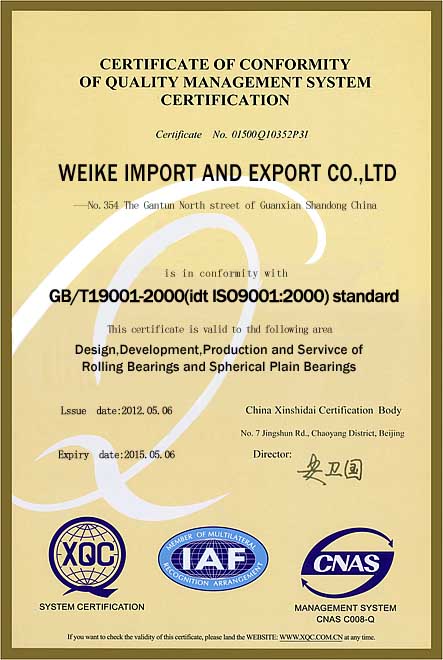 CERTIFICATE OF CONFORMITY
OF QUALITY MANAGEMENT SYSTEM
CERTIFICATION
Certificate No. 01500Q10352P3I
WEIKE IMPORT AND EXPORT CO.,LTD
—No.354 The Gantun North street of Guanxian Shandong China
is in conformity with
GB/T19001-2000(idt ISO9001:2000) standard
This certificate is valid to thd following area
Design,Development,Production and Servivce of
Rolling Bearings and Spherical Plain Bearings
Lssue date:2012.05.06
China Xinshidai Certification Body
No. 7 Jingshun Rd., Chaoyang District, Beijing
Expiry date:2015.05.06
Director:
XQC
SYSTEM CERTIFICATION
MEMBER OF MULTILATERAL
IAF
RECOGNITION ARRANGEMENT
CNAS
MANAGEMENT SYSTEM
CNAS C008-Q
If you want to check the validity of this certificate, please land the WEBSITE: WWW.XQC.COM.CN at any time.